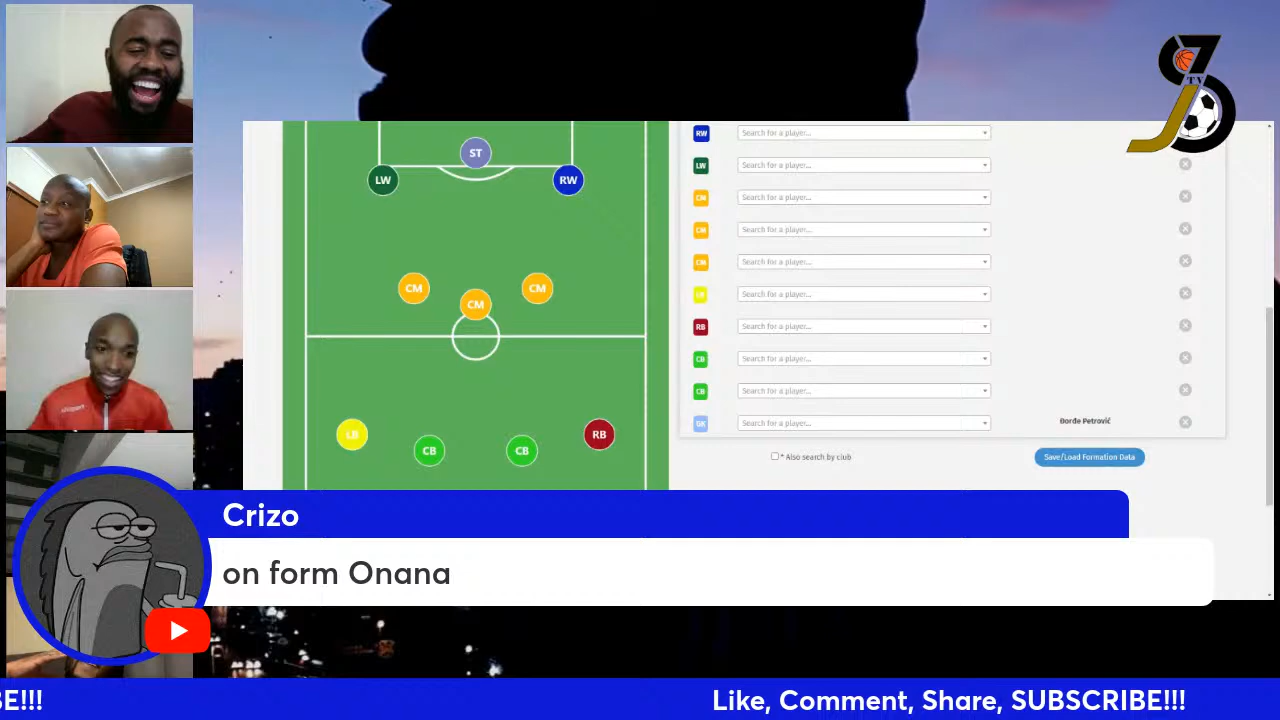 TV
ST
LW
RW
CM
CM
CM
LB
RB
CB
CB
RW Search for a player...
LW Search for a player...
CM Search for a player...
CM Search for a player...
CM Search for a player...
LB Search for a player...
RB Search for a player...
CB Search for a player...
CB Search for a player...
GK Search for a player... Đorđe Petrović
* Also search by club
Save/Load Formation Data
Crizo
on form Onana
BE!!!
Like, Comment, Share, SUBSCRIBE!!!